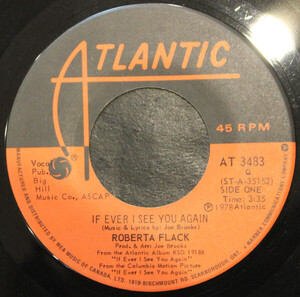 ATLANTIC
45 RPM
Vocal
Pub.
Big
Hill
Music Co., ASCAP
AT 3483
G
(ST-A-35152)
SIDE ONE
Time: 3:35
℗ 1978 Atlantic
IF EVER I SEE YOU AGAIN
(Music & Lyrics by: Joe Brooks)
ROBERTA FLACK
Prod. & Arr. Joe Brooks
From the Atlantic Album KSD 19186
"If Ever I See You Again"
From the Columbia Motion Picture
"If Ever I See You Again"
MANUFACTURED AND DISTRIBUTED BY WEA MUSIC OF CANADA, LTD. 1810 BIRCHMOUNT RD. SCARBOROUGH, ONT.